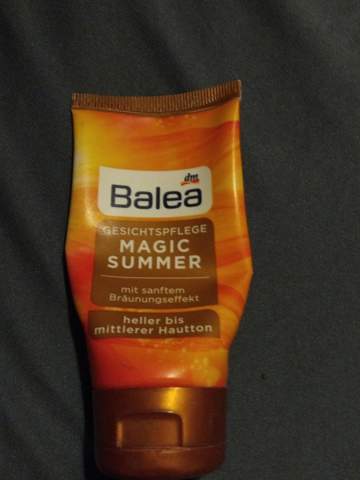 dm
Balea
GESICHTSPFLEGE
MAGIC
SUMMER
mit sanftem
Bräunungseffekt
heller bis
mittlerer Hautton